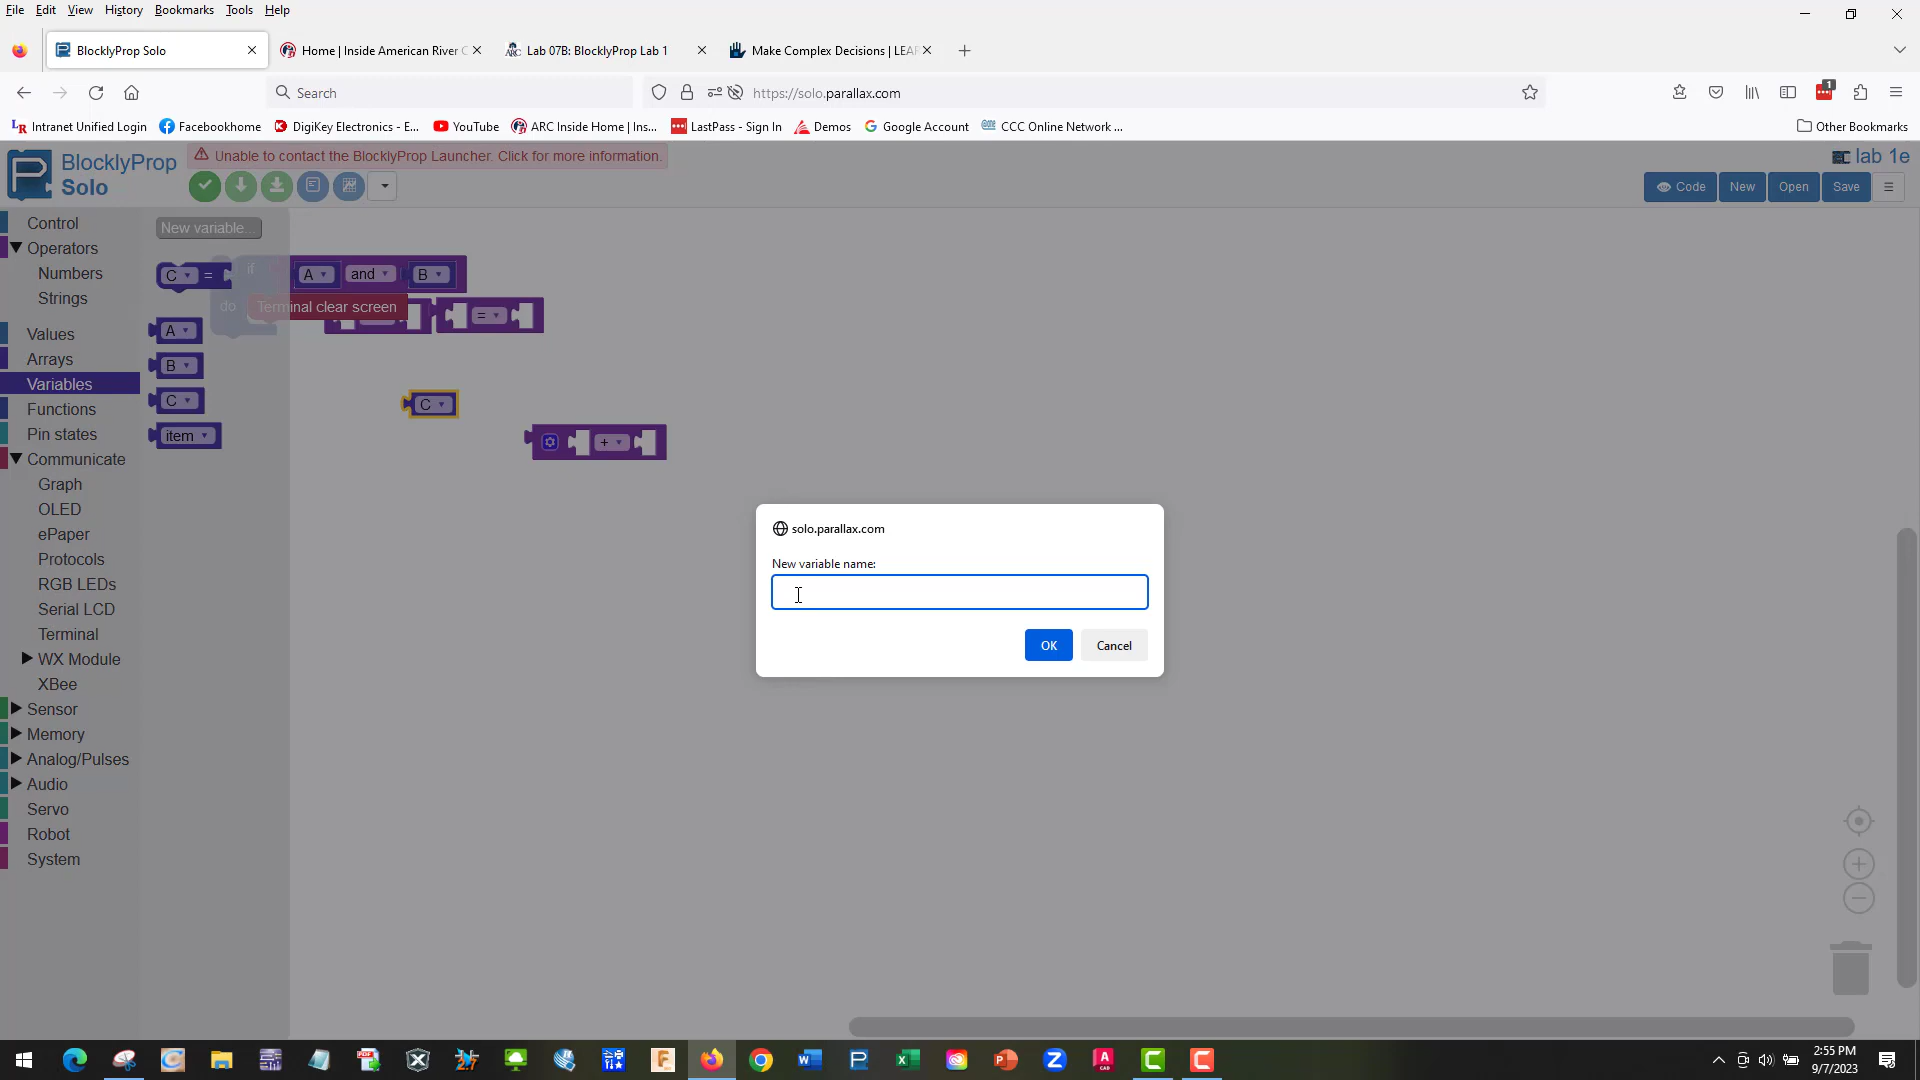 File Edit View History Bookmarks Tools Help
BlocklyProp Solo
Home | Inside American River C
Lab 07B: BlocklyProp Lab 1
Make Complex Decisions | LEAR
Search
https://solo.parallax.com
1
Intranet Unified Login
Facebookhome
DigiKey Electronics - E...
YouTube
ARC Inside Home | Ins...
LastPass - Sign In
Demos
Google Account
CCC Online Network ...
Other Bookmarks
BlocklyProp
Solo
Unable to contact the BlocklyProp Launcher. Click for more information.
lab 1e
Code
New
Open
Save
Control
Operators
Numbers
Strings
Values
Arrays
Variables
Functions
Pin states
Communicate
Graph
OLED
ePaper
Protocols
RGB LEDs
Serial LCD
Terminal
WX Module
XBee
Sensor
Memory
Analog/Pulses
Audio
Servo
Robot
System
New variable...
C =
A
B
C
item
if
A and B
do
Terminal clear screen
=
C
+
solo.parallax.com
New variable name:
OK
Cancel
2:55 PM
9/7/2023